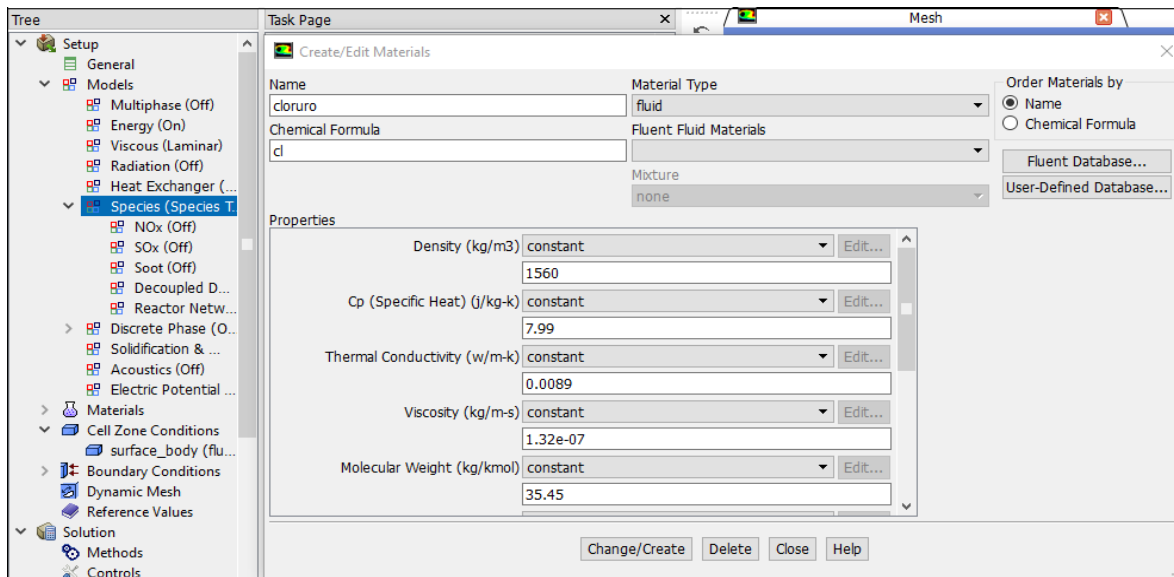 Tree
Setup
General
Models
Multiphase (Off)
Energy (On)
Viscous (Laminar)
Radiation (Off)
Heat Exchanger (...
Species (Species T...
NOx (Off)
SOx (Off)
Soot (Off)
Decoupled D...
Reactor Netw...
Discrete Phase (O...
Solidification & ...
Acoustics (Off)
Electric Potential ...
Materials
Cell Zone Conditions
surface_body (flu...
Boundary Conditions
Dynamic Mesh
Reference Values
Solution
Methods
Controls
Task Page
Mesh
Create/Edit Materials
Name
cloruro
Chemical Formula
cl
Material Type
fluid
Fluent Fluid Materials
Mixture
none
Order Materials by
Name
Chemical Formula
Fluent Database...
User-Defined Database...
Properties
Density (kg/m3) constant Edit...
1560
Cp (Specific Heat) (j/kg-k) constant Edit...
7.99
Thermal Conductivity (w/m-k) constant Edit...
0.0089
Viscosity (kg/m-s) constant Edit...
1.32e-07
Molecular Weight (kg/kmol) constant Edit...
35.45
Change/Create Delete Close Help